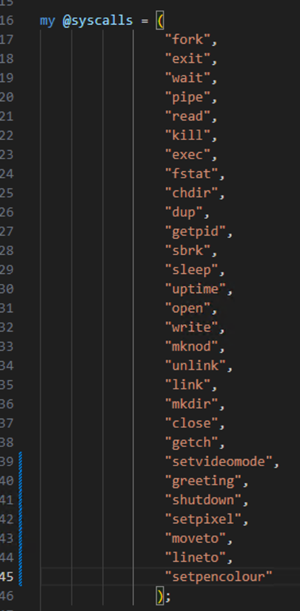 15
16 my @syscalls = (
17 "fork",
18 "exit",
19 "wait",
20 "pipe",
21 "read",
22 "kill",
23 "exec",
24 "fstat",
25 "chdir",
26 "dup",
27 "getpid",
28 "sbrk",
29 "sleep",
30 "uptime",
31 "open",
32 "write",
33 "mknod",
34 "unlink",
35 "link",
36 "mkdir",
37 "close",
38 "getch",
39 "setvideomode",
40 "greeting",
41 "shutdown",
42 "setpixel",
43 "moveto",
44 "lineto",
45 "setpencolour"
46 );